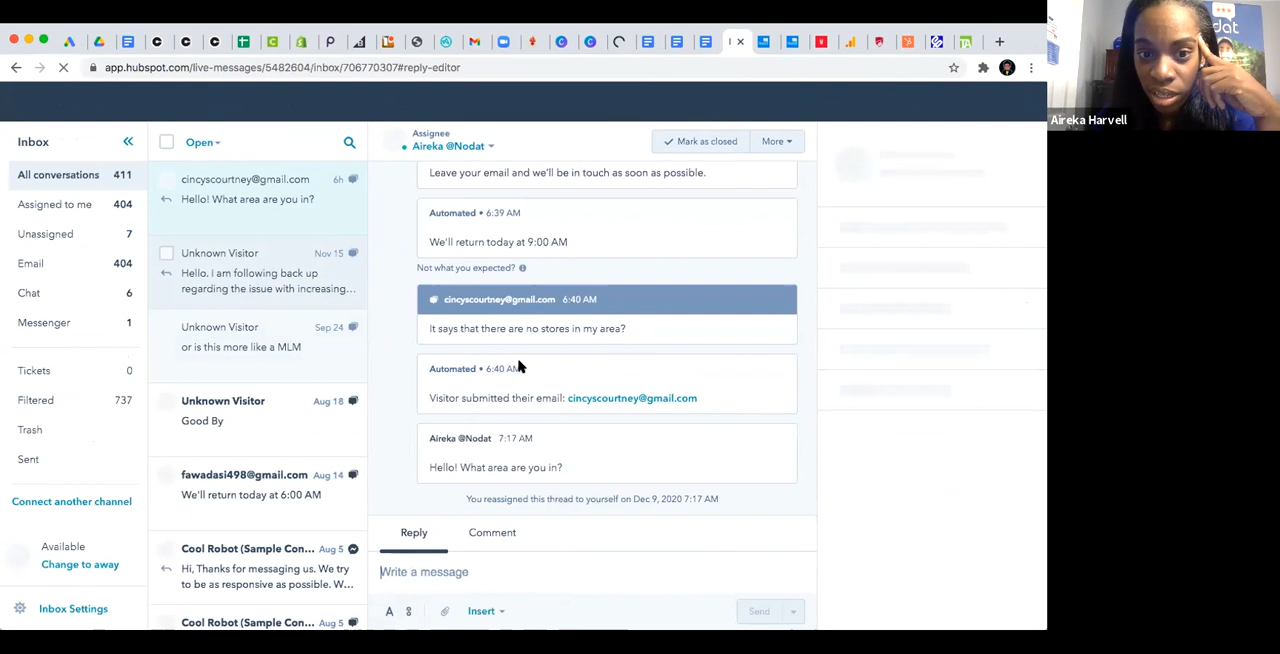 app.hubspot.com/live-messages/5482604/inbox/706770307#reply-editor
dat
Aireka Harvell
Inbox
All conversations 411
Assigned to me 404
Unassigned 7
Email 404
Chat 6
Messenger 1
Tickets 0
Filtered 737
Trash
Sent
Connect another channel
Available
Change to away
Inbox Settings
Open
cincyscourtney@gmail.com 6h
Hello! What area are you in?
Unknown Visitor Nov 15
Hello. I am following back up
regarding the issue with increasing...
Unknown Visitor Sep 24
or is this more like a MLM
Unknown Visitor Aug 18
Good By
fawadasi498@gmail.com Aug 14
We'll return today at 6:00 AM
Cool Robot (Sample Con... Aug 5
Hi, Thanks for messaging us. We try
to be as responsive as possible. W...
Cool Robot (Sample Con... Aug 5
Assignee
Aireka @Nodat
Mark as closed
More
Leave your email and we'll be in touch as soon as possible.
Automated • 6:39 AM
We'll return today at 9:00 AM
Not what you expected?
cincyscourtney@gmail.com 6:40 AM
It says that there are no stores in my area?
Automated • 6:40 AM
Visitor submitted their email: cincyscourtney@gmail.com
Aireka @Nodat 7:17 AM
Hello! What area are you in?
You reassigned this thread to yourself on Dec 9, 2020 7:17 AM
Reply Comment
Write a message
A
Insert
Send